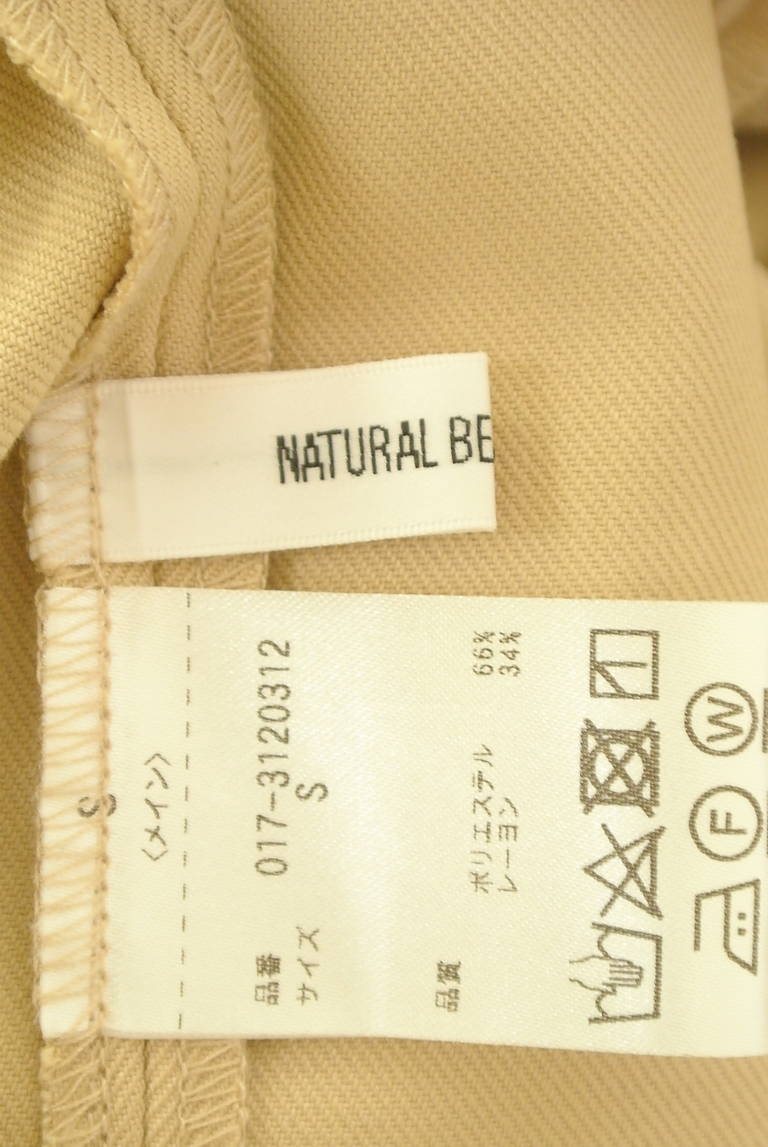 NATURAL BE
S
〈メイン〉
品番 017-3120312
サイズ S
品質 ポリエステル 66%
レーヨン 34%
W
F